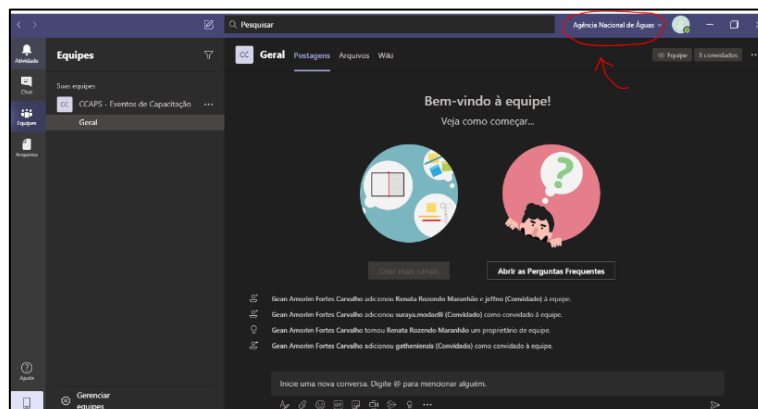 Pesquisar
Agência Nacional de Águas
Atividade
Chat
Equipes
Arquivos
Ajuda
Equipes
Suas equipes
CC CCAPS - Eventos de Capacitação ...
Geral
Gerenciar
equipes
CC Geral Postagens Arquivos Wiki
Equipe 3 convidados ...
Bem-vindo à equipe!
Veja como começar...
Criar mais canais
Abrir as Perguntas Frequentes
Gean Amorim Fortes Carvalho adicionou Renata Rozendo Maranhão e jeffno (Convidado) à equipe.
Gean Amorim Fortes Carvalho adicionou suraya.modaelli (Convidado) como convidado à equipe.
Gean Amorim Fortes Carvalho tornou Renata Rozendo Maranhão um proprietário de equipe.
Gean Amorim Fortes Carvalho adicionou gatheniensis (Convidado) como convidado à equipe.
Inicie uma nova conversa. Digite @ para mencionar alguém.